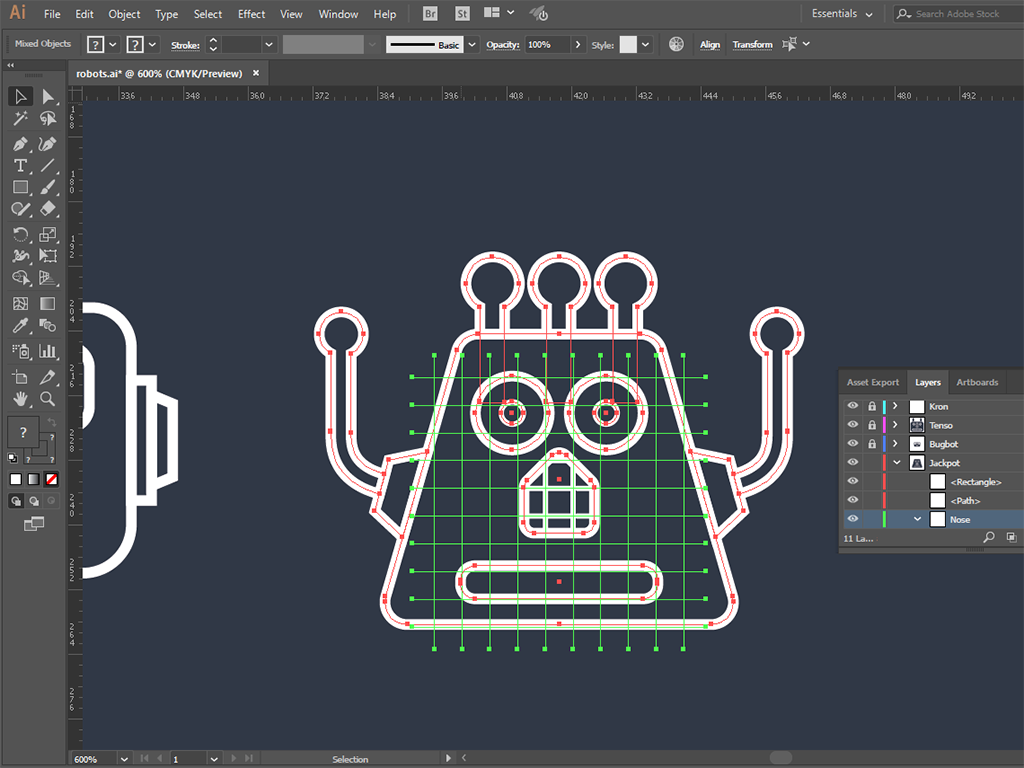 Ai File Edit Object Type Select Effect View Window Help Br St Essentials Search Adobe Stock
Mixed Objects ? ? Stroke: Basic Opacity: 100% Style: Align Transform
robots.ai* @ 600% (CMYK/Preview) ×
33.6 34.8 36.0 37.2 38.4 39.6 40.8 42.0 43.2 44.4 45.6 46.8 48.0 49.2
168
180
192
204
216
228
240
252
264
276
T
?
?
?
Asset Export Layers Artboards
Kron
Tenso
Bugbot
Jackpot
<Rectangle>
<Path>
Nose
11 La...
600% 1 Selection